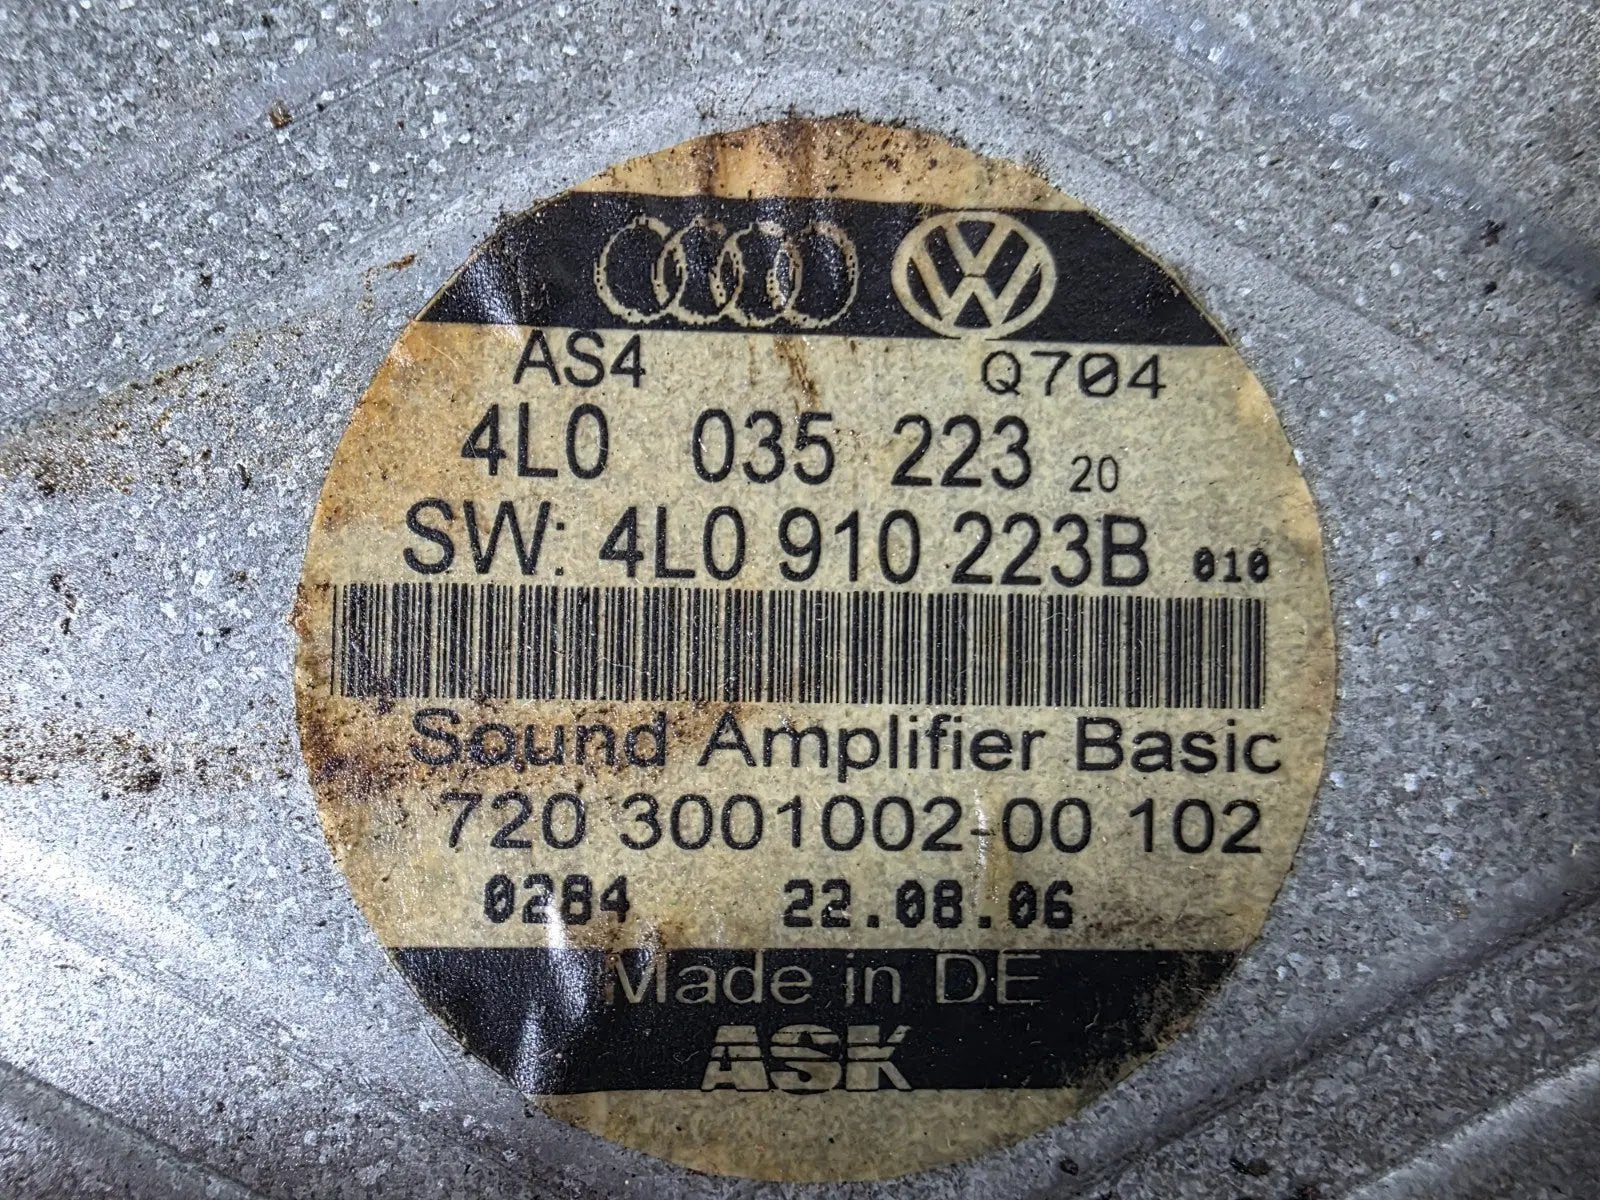 AS4 Q704
4L0 035 223 20
SW: 4L0 910 223B 010
Sound Amplifier Basic
720 3001002-00 102
0284 22.08.06
Made in DE
ASK